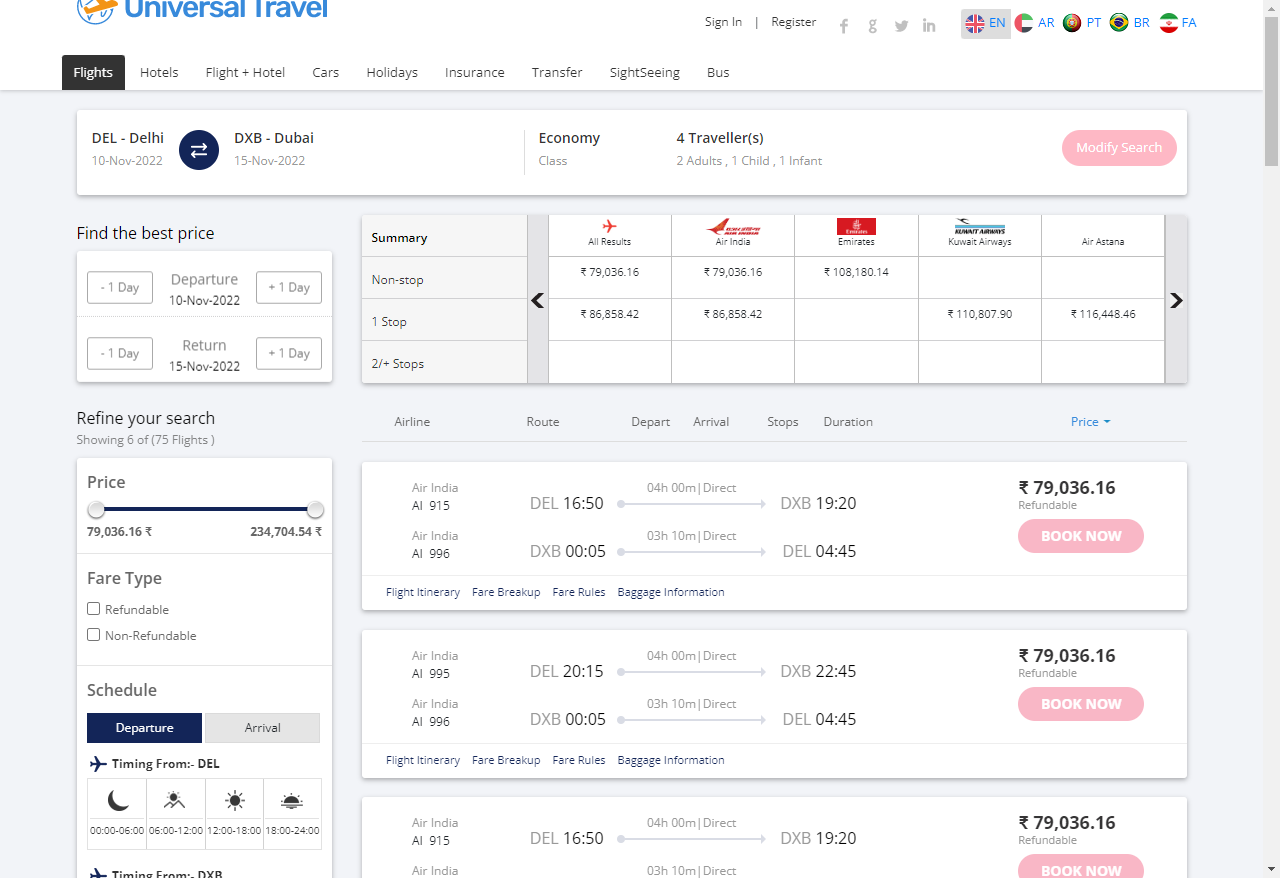 Universal Travel
Sign In | Register
EN AR PT BR FA
Flights Hotels Flight + Hotel Cars Holidays Insurance Transfer SightSeeing Bus
DEL - Delhi DXB - Dubai Economy 4 Traveller(s) Modify Search
10-Nov-2022 15-Nov-2022 Class 2 Adults , 1 Child , 1 Infant
Find the best price
- 1 Day Departure + 1 Day
10-Nov-2022
- 1 Day Return + 1 Day
15-Nov-2022
Summary All Results Air India Emirates Kuwait Airways Air Astana
Non-stop ₹ 79,036.16 ₹ 79,036.16 ₹ 108,180.14
1 Stop ₹ 86,858.42 ₹ 86,858.42 ₹ 110,807.90 ₹ 116,448.46
2/+ Stops
Refine your search
Showing 6 of (75 Flights )
Airline Route Depart Arrival Stops Duration Price
Price
79,036.16 ₹ 234,704.54 ₹
Fare Type
Refundable
Non-Refundable
Schedule
Departure Arrival
Timing From:- DEL
00:00-06:00 06:00-12:00 12:00-18:00 18:00-24:00
Timing From:- DXB
Air India 04h 00m|Direct ₹ 79,036.16
AI 915 DEL 16:50 DXB 19:20 Refundable
Air India 03h 10m|Direct BOOK NOW
AI 996 DXB 00:05 DEL 04:45
Flight Itinerary Fare Breakup Fare Rules Baggage Information
Air India 04h 00m|Direct ₹ 79,036.16
AI 995 DEL 20:15 DXB 22:45 Refundable
Air India 03h 10m|Direct BOOK NOW
AI 996 DXB 00:05 DEL 04:45
Flight Itinerary Fare Breakup Fare Rules Baggage Information
Air India 04h 00m|Direct ₹ 79,036.16
AI 915 DEL 16:50 DXB 19:20 Refundable
Air India 03h 10m|Direct BOOK NOW